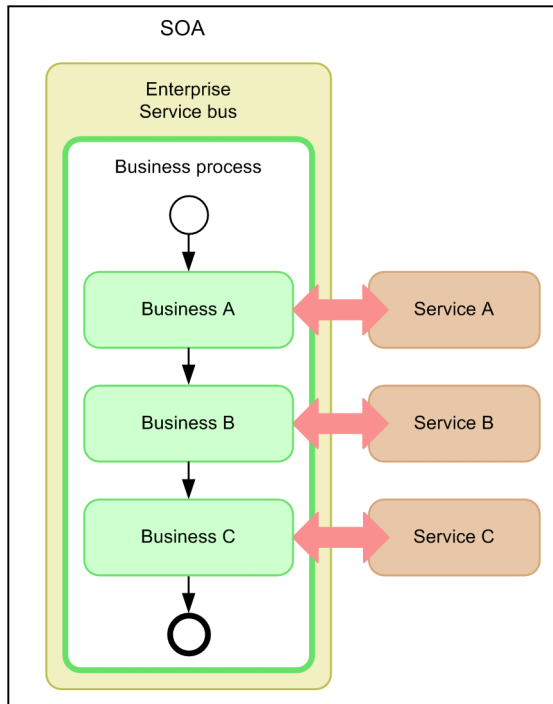 SOA
Enterprise
Service bus
Business process
Business A
Service A
Business B
Service B
Business C
Service C